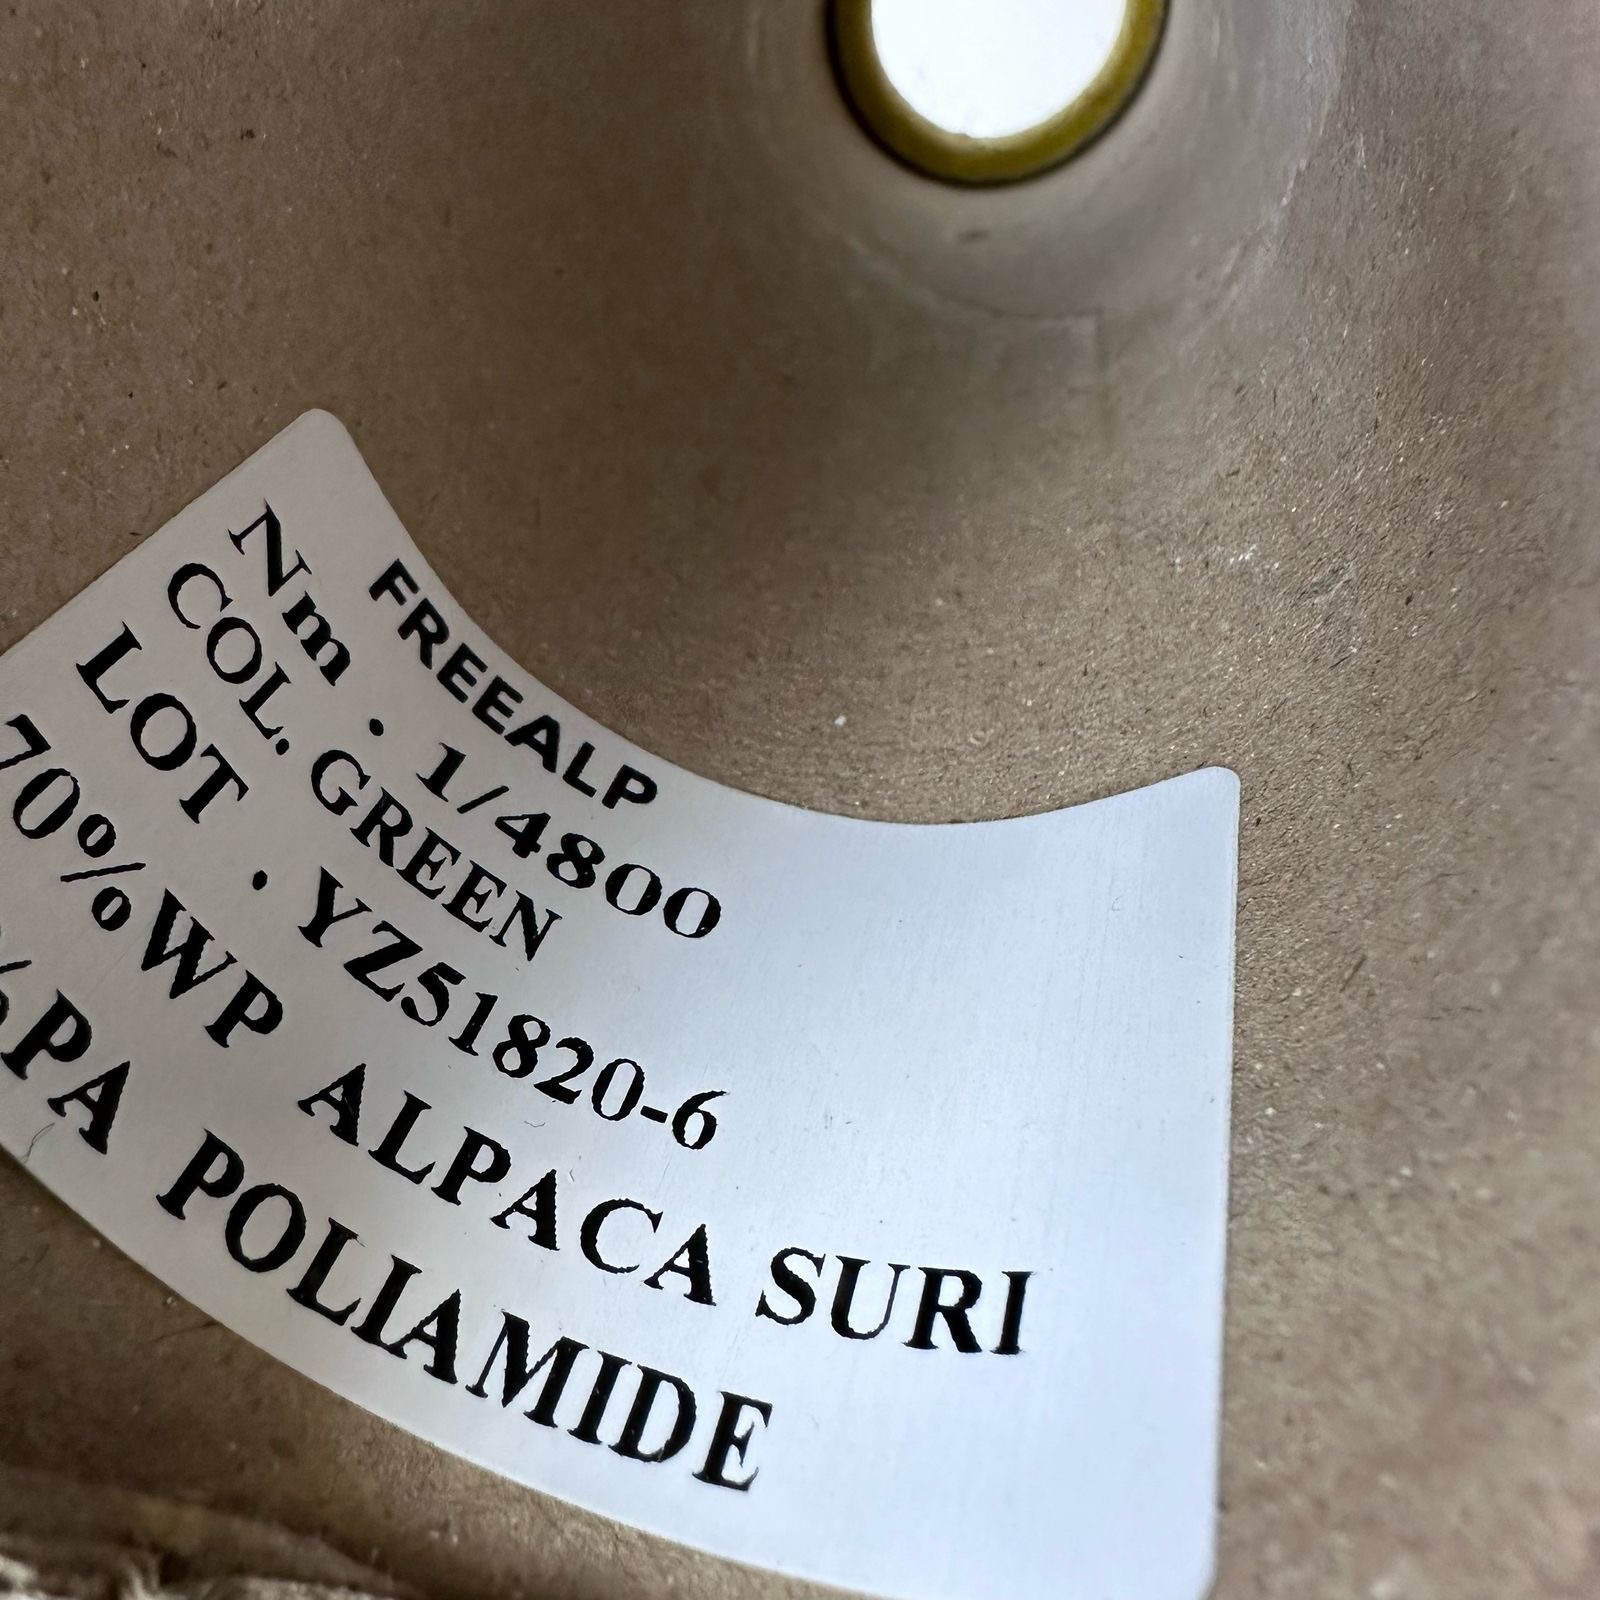 FREEALP
Nm . 1/4800
COL. GREEN
LOT . YZ51820-6
70%WP ALPACA SURI
%PA POLIAMIDE